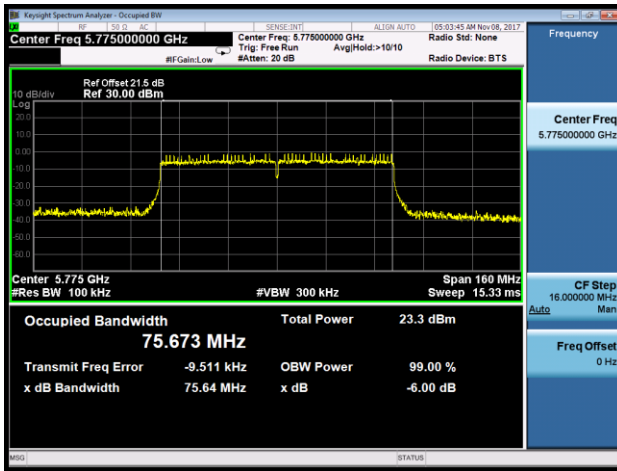 Keysight Spectrum Analyzer - Occupied BW
RF 50 Ω AC SENSE:INT ALIGN AUTO 05:03:45 AM Nov 08, 2017
Center Freq 5.775000000 GHz
Center Freq: 5.775000000 GHz
Radio Std: None
Trig: Free Run Avg|Hold:>10/10
#IFGain:Low #Atten: 20 dB Radio Device: BTS
Frequency
Ref Offset 21.5 dB
10 dB/div Ref 30.00 dBm
Log
20.0
10.0
0.00
-10.0
-20.0
-30.0
-40.0
-50.0
-60.0
Center Freq
5.775000000 GHz
Center 5.775 GHz Span 160 MHz
#Res BW 100 kHz #VBW 300 kHz Sweep 15.33 ms
CF Step
16.000000 MHz
Auto Man
Occupied Bandwidth Total Power 23.3 dBm
75.673 MHz
Transmit Freq Error -9.511 kHz OBW Power 99.00 %
x dB Bandwidth 75.64 MHz x dB -6.00 dB
Freq Offset
0 Hz
MSG STATUS